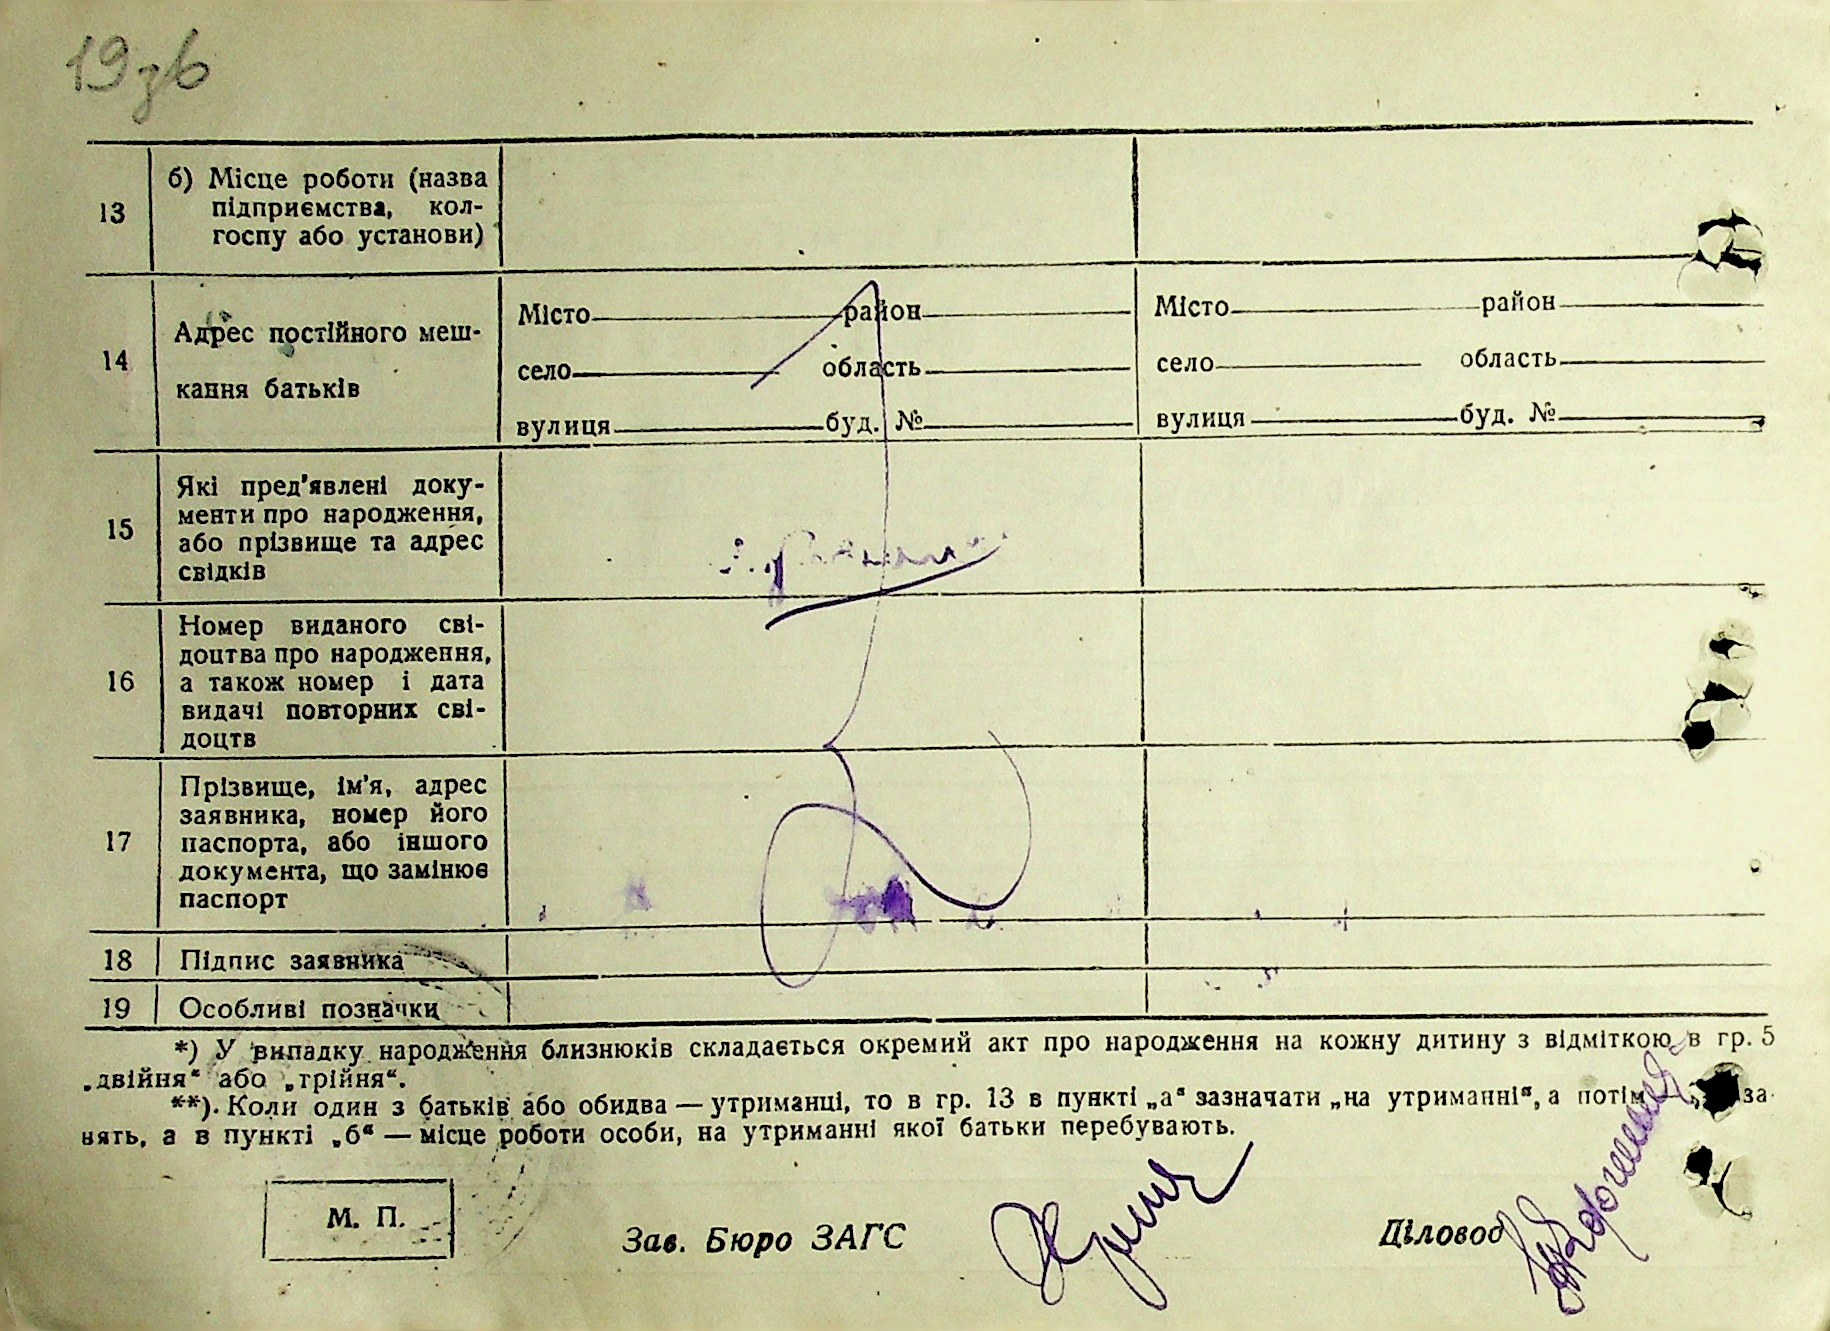 19зв
13
б) Місце роботи (назва
підприємства, кол-
госпу або установи)
14
Адрес постійного меш-
кання батьків
Місто район
село область
вулиця буд. №
Місто район
село область
вулиця буд. №
15
Які пред'явлені доку-
менти про народження,
або прізвище та адрес
свідків
16
Номер виданого сві-
доцтва про народження,
а також номер і дата
видачі повторних сві-
доцтв
17
Прізвище, ім'я, адрес
заявника, номер його
паспорта, або іншого
документа, що замінює
паспорт
18 Підпис заявника
19 Особливі позначки
*) У випадку народження близнюків складається окремий акт про народження на кожну дитину з відміткою в гр. 5
„двійня“ або „трійня“.
**). Коли один з батьків або обидва — утриманці, то в гр. 13 в пункті „а“ зазначати „на утриманні“, а потім за-
нять, а в пункті „б“ — місце роботи особи, на утриманні якої батьки перебувають.
М. П.
Зав. Бюро ЗАГС
Діловод